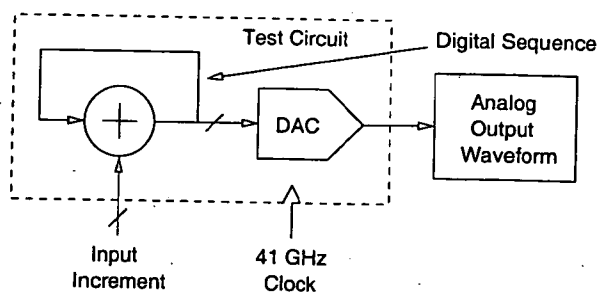 Test Circuit
Digital Sequence
DAC
Analog
Output
Waveform
Input
Increment
41 GHz
Clock